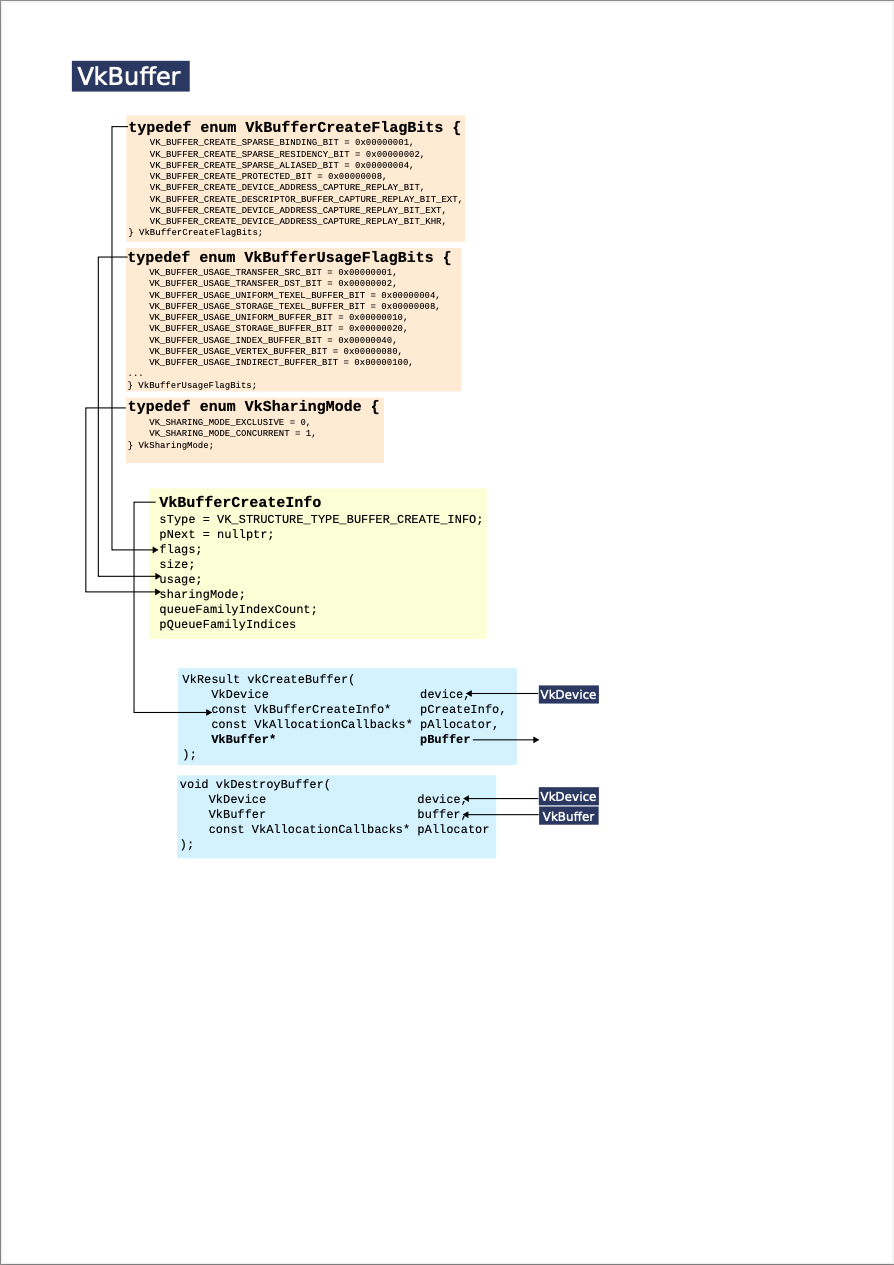 VkBuffer
typedef enum VkBufferCreateFlagBits {
VK_BUFFER_CREATE_SPARSE_BINDING_BIT = 0x00000001,
VK_BUFFER_CREATE_SPARSE_RESIDENCY_BIT = 0x00000002,
VK_BUFFER_CREATE_SPARSE_ALIASED_BIT = 0x00000004,
VK_BUFFER_CREATE_PROTECTED_BIT = 0x00000008,
VK_BUFFER_CREATE_DEVICE_ADDRESS_CAPTURE_REPLAY_BIT,
VK_BUFFER_CREATE_DESCRIPTOR_BUFFER_CAPTURE_REPLAY_BIT_EXT,
VK_BUFFER_CREATE_DEVICE_ADDRESS_CAPTURE_REPLAY_BIT_EXT,
VK_BUFFER_CREATE_DEVICE_ADDRESS_CAPTURE_REPLAY_BIT_KHR,
} VkBufferCreateFlagBits;
typedef enum VkBufferUsageFlagBits {
VK_BUFFER_USAGE_TRANSFER_SRC_BIT = 0x00000001,
VK_BUFFER_USAGE_TRANSFER_DST_BIT = 0x00000002,
VK_BUFFER_USAGE_UNIFORM_TEXEL_BUFFER_BIT = 0x00000004,
VK_BUFFER_USAGE_STORAGE_TEXEL_BUFFER_BIT = 0x00000008,
VK_BUFFER_USAGE_UNIFORM_BUFFER_BIT = 0x00000010,
VK_BUFFER_USAGE_STORAGE_BUFFER_BIT = 0x00000020,
VK_BUFFER_USAGE_INDEX_BUFFER_BIT = 0x00000040,
VK_BUFFER_USAGE_VERTEX_BUFFER_BIT = 0x00000080,
VK_BUFFER_USAGE_INDIRECT_BUFFER_BIT = 0x00000100,
...
} VkBufferUsageFlagBits;
typedef enum VkSharingMode {
VK_SHARING_MODE_EXCLUSIVE = 0,
VK_SHARING_MODE_CONCURRENT = 1,
} VkSharingMode;
VkBufferCreateInfo
sType = VK_STRUCTURE_TYPE_BUFFER_CREATE_INFO;
pNext = nullptr;
flags;
size;
usage;
sharingMode;
queueFamilyIndexCount;
pQueueFamilyIndices
VkResult vkCreateBuffer(
VkDevice device, VkDevice
const VkBufferCreateInfo* pCreateInfo,
const VkAllocationCallbacks* pAllocator,
VkBuffer* pBuffer
);
void vkDestroyBuffer(
VkDevice device, VkDevice
VkBuffer buffer, VkBuffer
const VkAllocationCallbacks* pAllocator
);